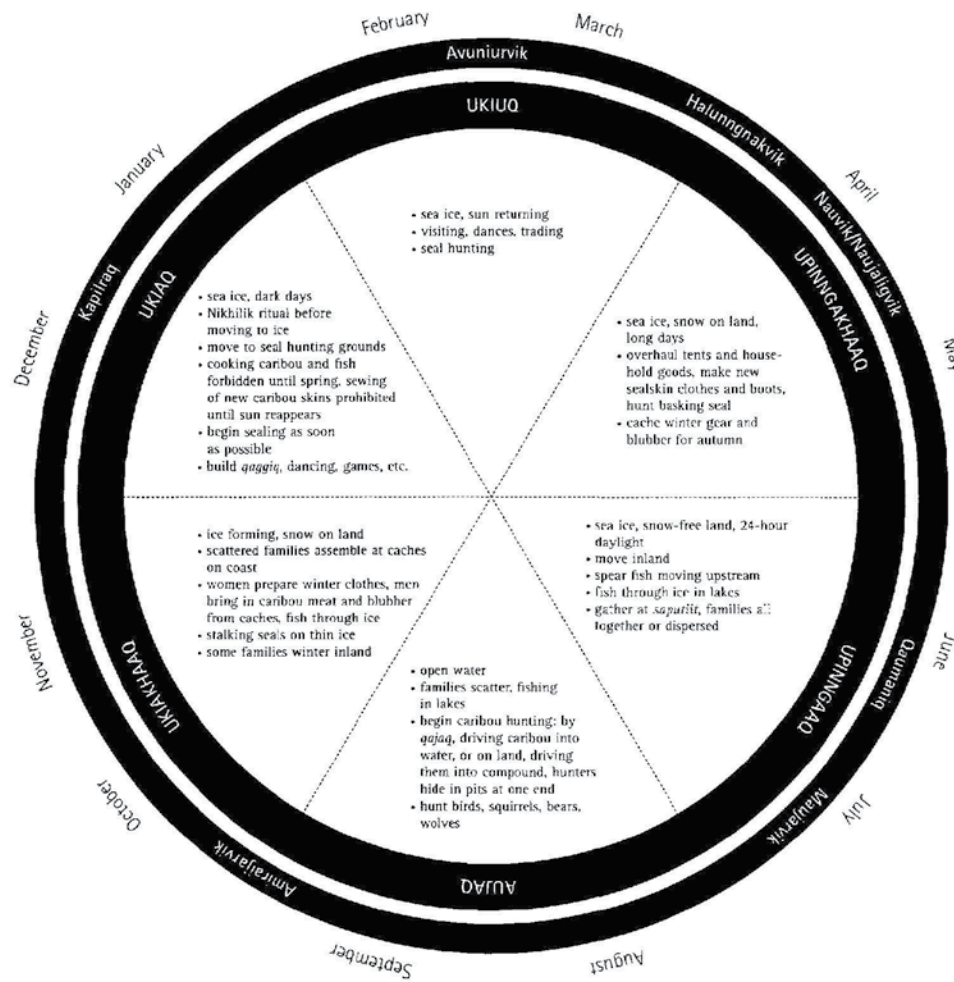 February
March
Avuniurvik
UKIUQ
Halunngnakvik
April
Nauvik/Naujaligvik
UPINNGAKHAAQ
May
January
Kapitraq
UKIAQ
December
• sea ice, sun returning
• visiting, dances, trading
• seal hunting
• sea ice, dark days
• Nikhilik ritual before
moving to ice
• move to seal hunting grounds
• cooking caribou and fish
forbidden until spring, sewing
of new caribou skins prohibited
until sun reappears
• begin sealing as soon
as possible
• build qaggiq, dancing, games, etc.
• sea ice, snow on land,
long days
• overhaul tents and house-
hold goods, make new
sealskin clothes and boots,
hunt basking seal
• cache winter gear and
blubber for autumn
• ice forming, snow on land
• scattered families assemble at caches
on coast
• women prepare winter clothes, men
bring in caribou meat and blubber
from caches, fish through ice
• stalking seals on thin ice
• some families winter inland
• sea ice, snow-free land, 24-hour
daylight
• move inland
• spear fish moving upstream
• fish through ice in lakes
• gather at saputiit, families all
together or dispersed
• open water
• families scatter, fishing
in lakes
• begin caribou hunting: by
qajaq, driving caribou into
water, or on land, driving
them into compound, hunters
hide in pits at one end
• hunt birds, squirrels, bears,
wolves
November
UKIAKHAAQ
October
Amiraijarvik
September
AUJAQ
August
Maujarvik
July
UPINNGAAQ
Qaumaniq
June